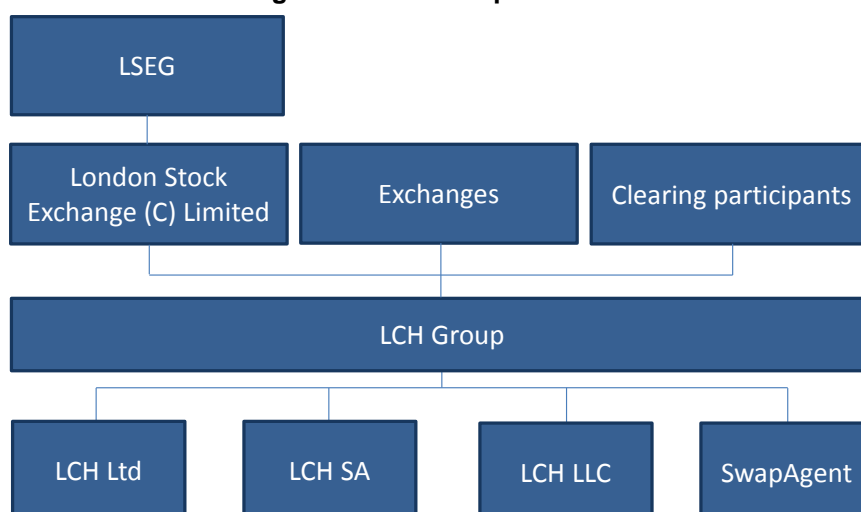 LSEG
London Stock
Exchange (C) Limited
Exchanges
Clearing participants
LCH Group
LCH Ltd
LCH SA
LCH LLC
SwapAgent